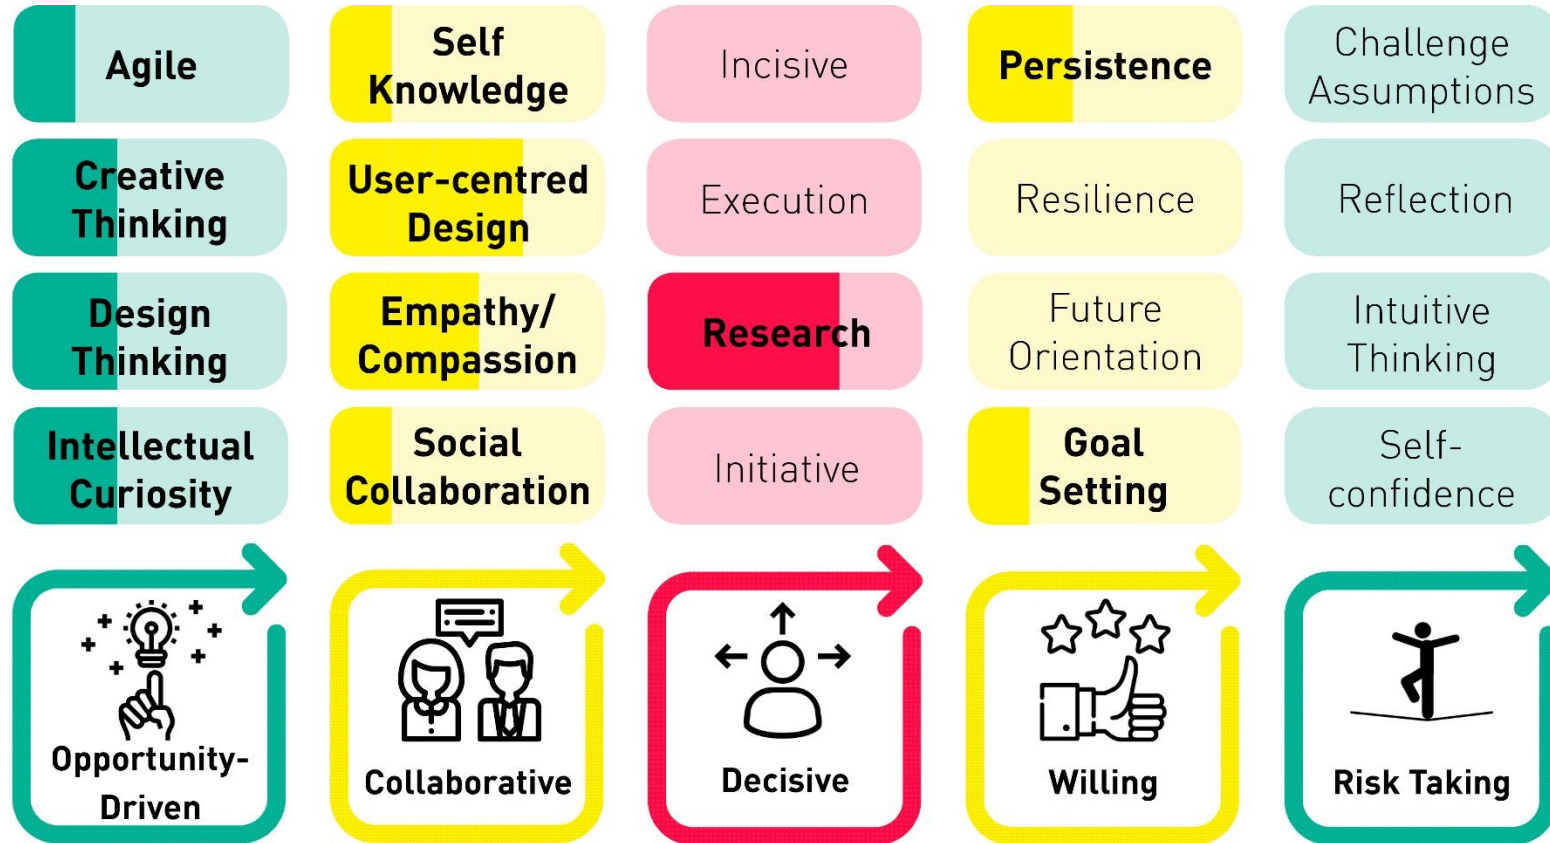 Agile
Self
Knowledge
Incisive
Persistence
Challenge
Assumptions
Creative
Thinking
User-centred
Design
Execution
Resilience
Reflection
Design
Thinking
Empathy/
Compassion
Research
Future
Orientation
Intuitive
Thinking
Intellectual
Curiosity
Social
Collaboration
Initiative
Goal
Setting
Self-
confidence
Opportunity-
Driven
Collaborative
Decisive
Willing
Risk Taking